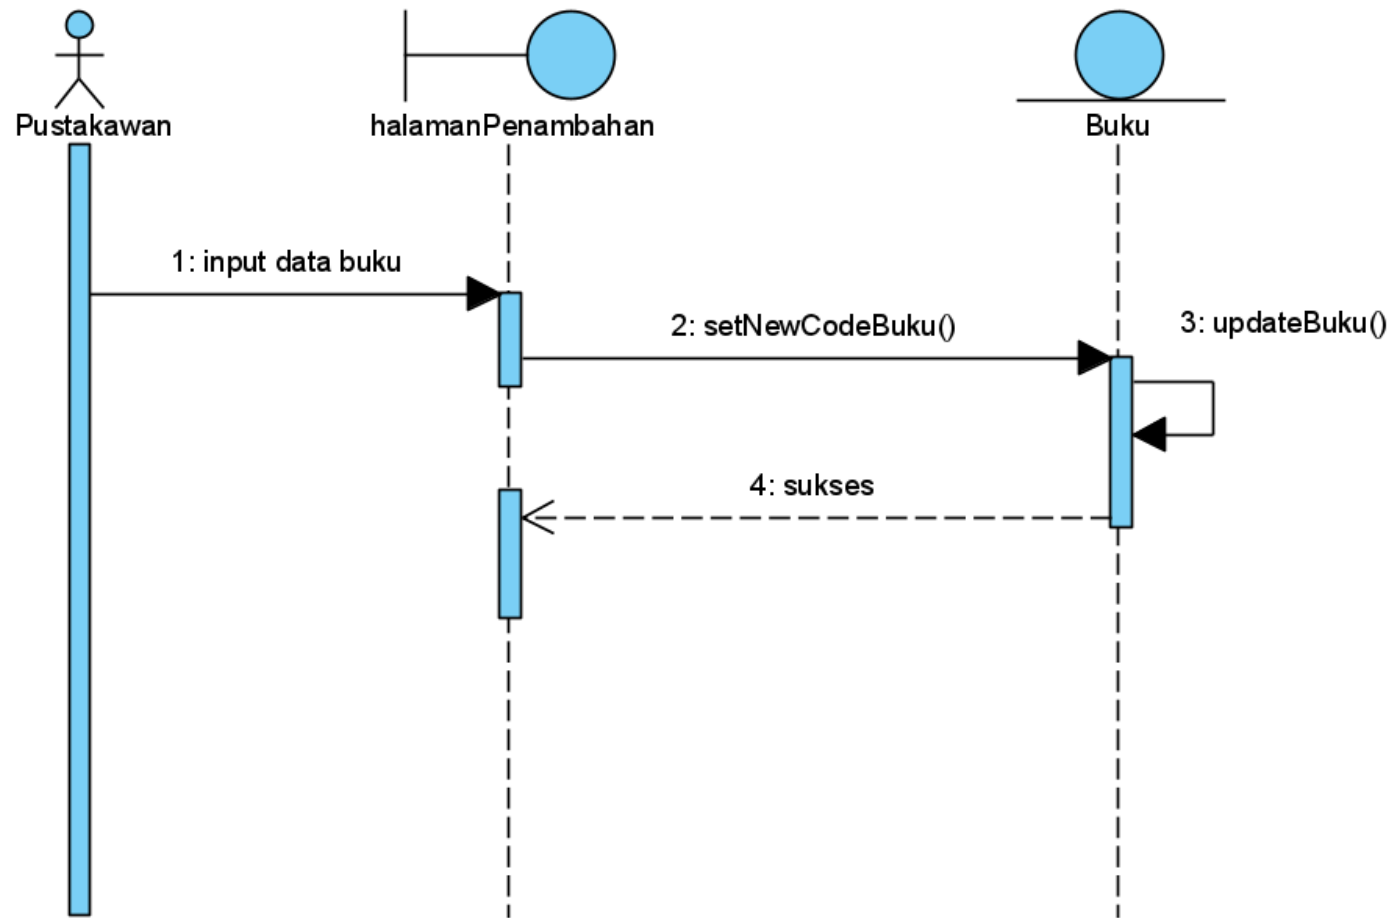 Pustakawan
halamanPenambahan
Buku
1: input data buku
2: setNewCodeBuku()
3: updateBuku()
4: sukses